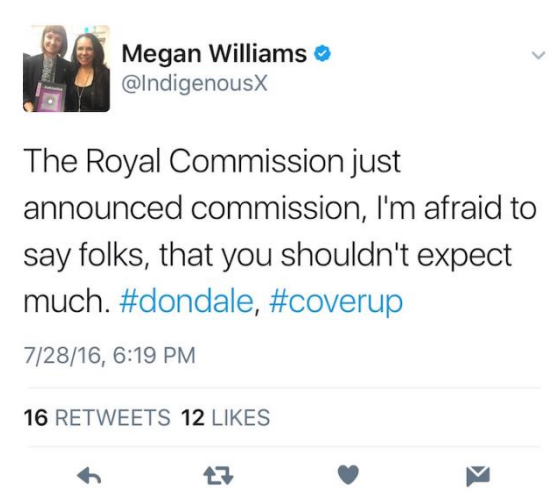 Megan Williams
@IndigenousX
The Royal Commission just
announced commission, I'm afraid to
say folks, that you shouldn't expect
much. #dondale, #coverup
7/28/16, 6:19 PM
16 RETWEETS 12 LIKES